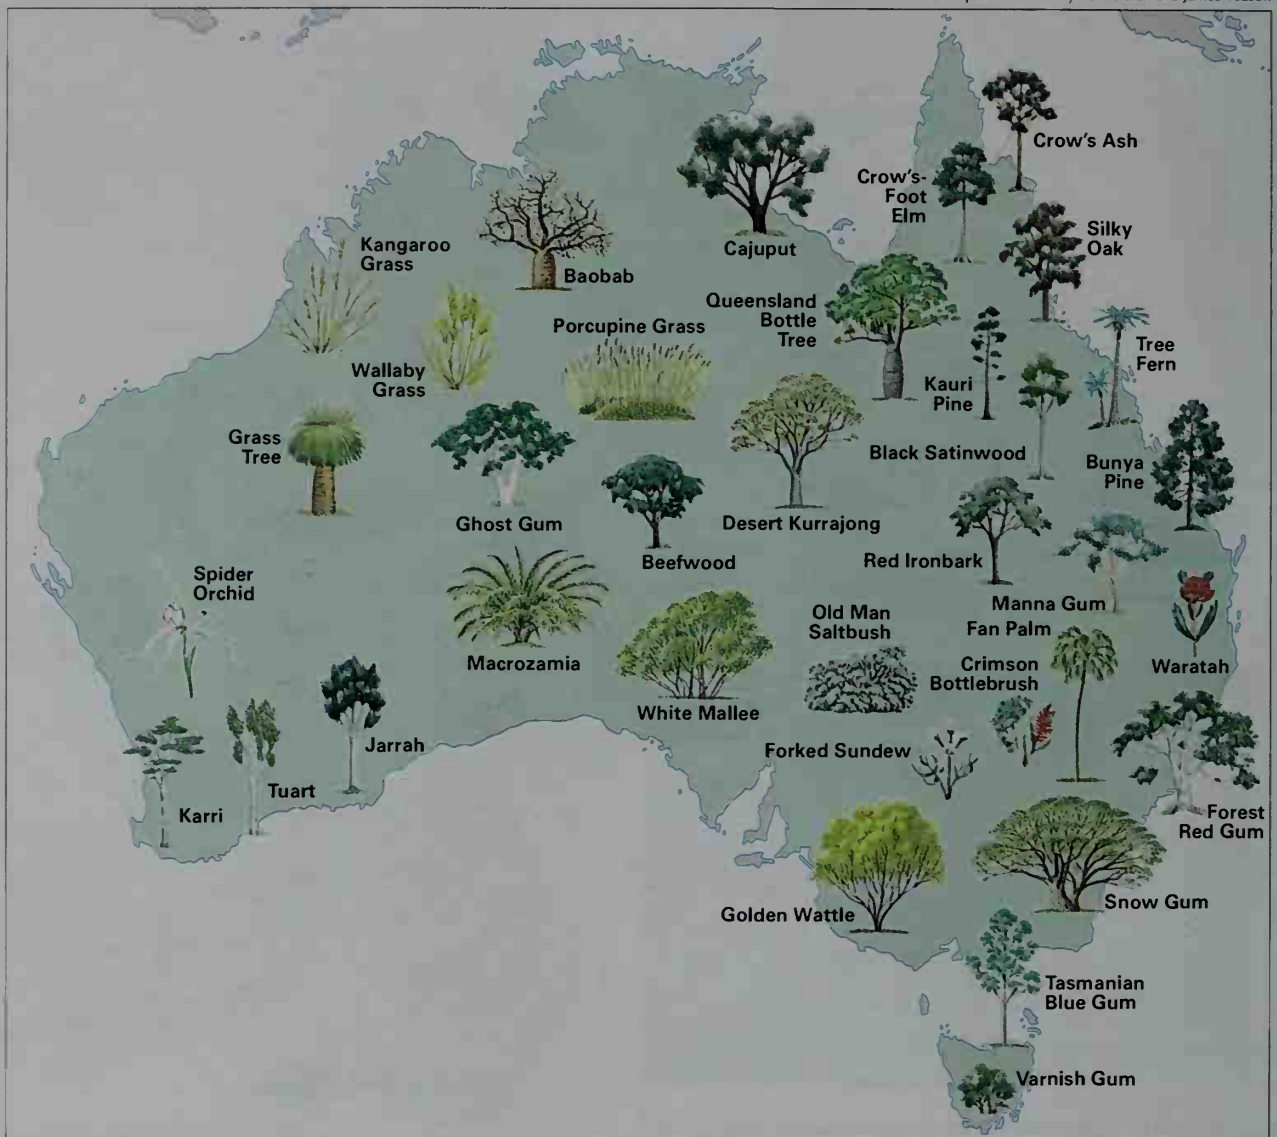 Crow's Ash
Crow's-
Foot
Elm
Silky
Oak
Kangaroo
Grass
Baobab
Cajuput
Queensland
Bottle
Tree
Porcupine Grass
Tree
Fern
Wallaby
Grass
Kauri
Pine
Grass
Tree
Black Satinwood
Bunya
Pine
Ghost Gum
Desert Kurrajong
Beefwood
Red Ironbark
Spider
Orchid
Manna Gum
Old Man
Saltbush
Fan Palm
Macrozamia
Crimson
Bottlebrush
Waratah
White Mallee
Jarrah
Forked Sundew
Tuart
Karri
Forest
Red Gum
Golden Wattle
Snow Gum
Tasmanian
Blue Gum
Varnish Gum